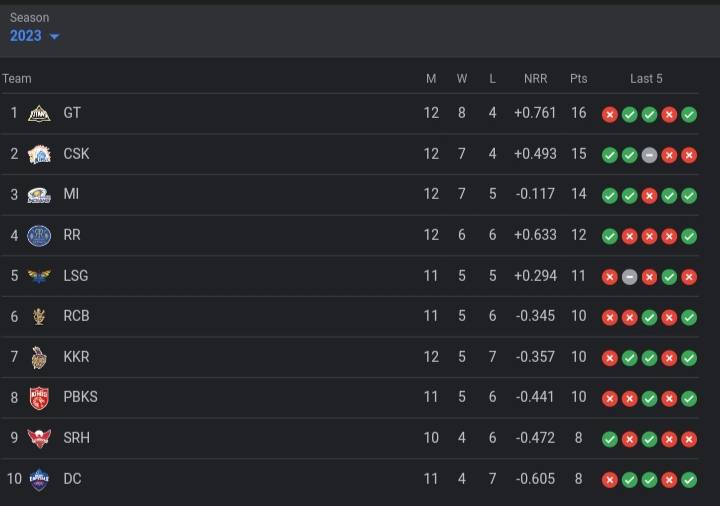 Season
2023
Team M W L NRR Pts Last 5
1 GT 12 8 4 +0.761 16
2 CSK 12 7 4 +0.493 15
3 MI 12 7 5 -0.117 14
4 RR 12 6 6 +0.633 12
5 LSG 11 5 5 +0.294 11
6 RCB 11 5 6 -0.345 10
7 KKR 12 5 7 -0.357 10
8 PBKS 11 5 6 -0.441 10
9 SRH 10 4 6 -0.472 8
10 DC 11 4 7 -0.605 8